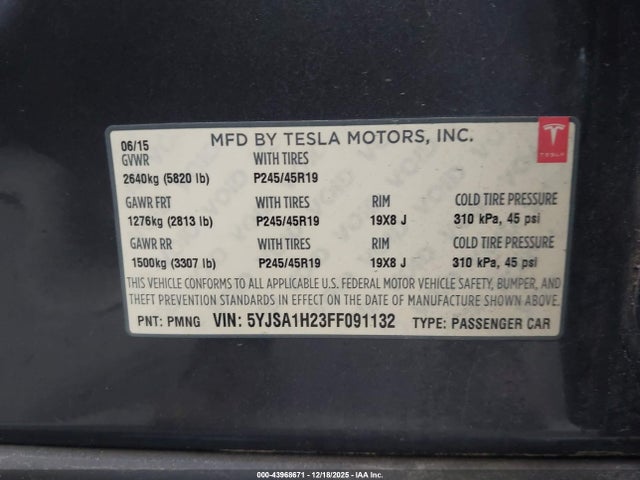 06/15 MFD BY TESLA MOTORS, INC.
GVWR WITH TIRES
2640kg (5820 lb) P245/45R19
TESLA
GAWR FRT WITH TIRES RIM COLD TIRE PRESSURE
1276kg (2813 lb) P245/45R19 19X8 J 310 kPa, 45 psi
GAWR RR WITH TIRES RIM COLD TIRE PRESSURE
1500kg (3307 lb) P245/45R19 19X8 J 310 kPa, 45 psi
THIS VEHICLE CONFORMS TO ALL APPLICABLE U.S. FEDERAL MOTOR VEHICLE SAFETY, BUMPER, AND
THEFT PREVENTION STANDARDS IN EFFECT ON THE DATE OF MANUFACTURE SHOWN ABOVE.
PNT: PMNG VIN: 5YJSA1H23FF091132 TYPE: PASSENGER CAR
000-43968671 - 12/18/2025 - IAA Inc.